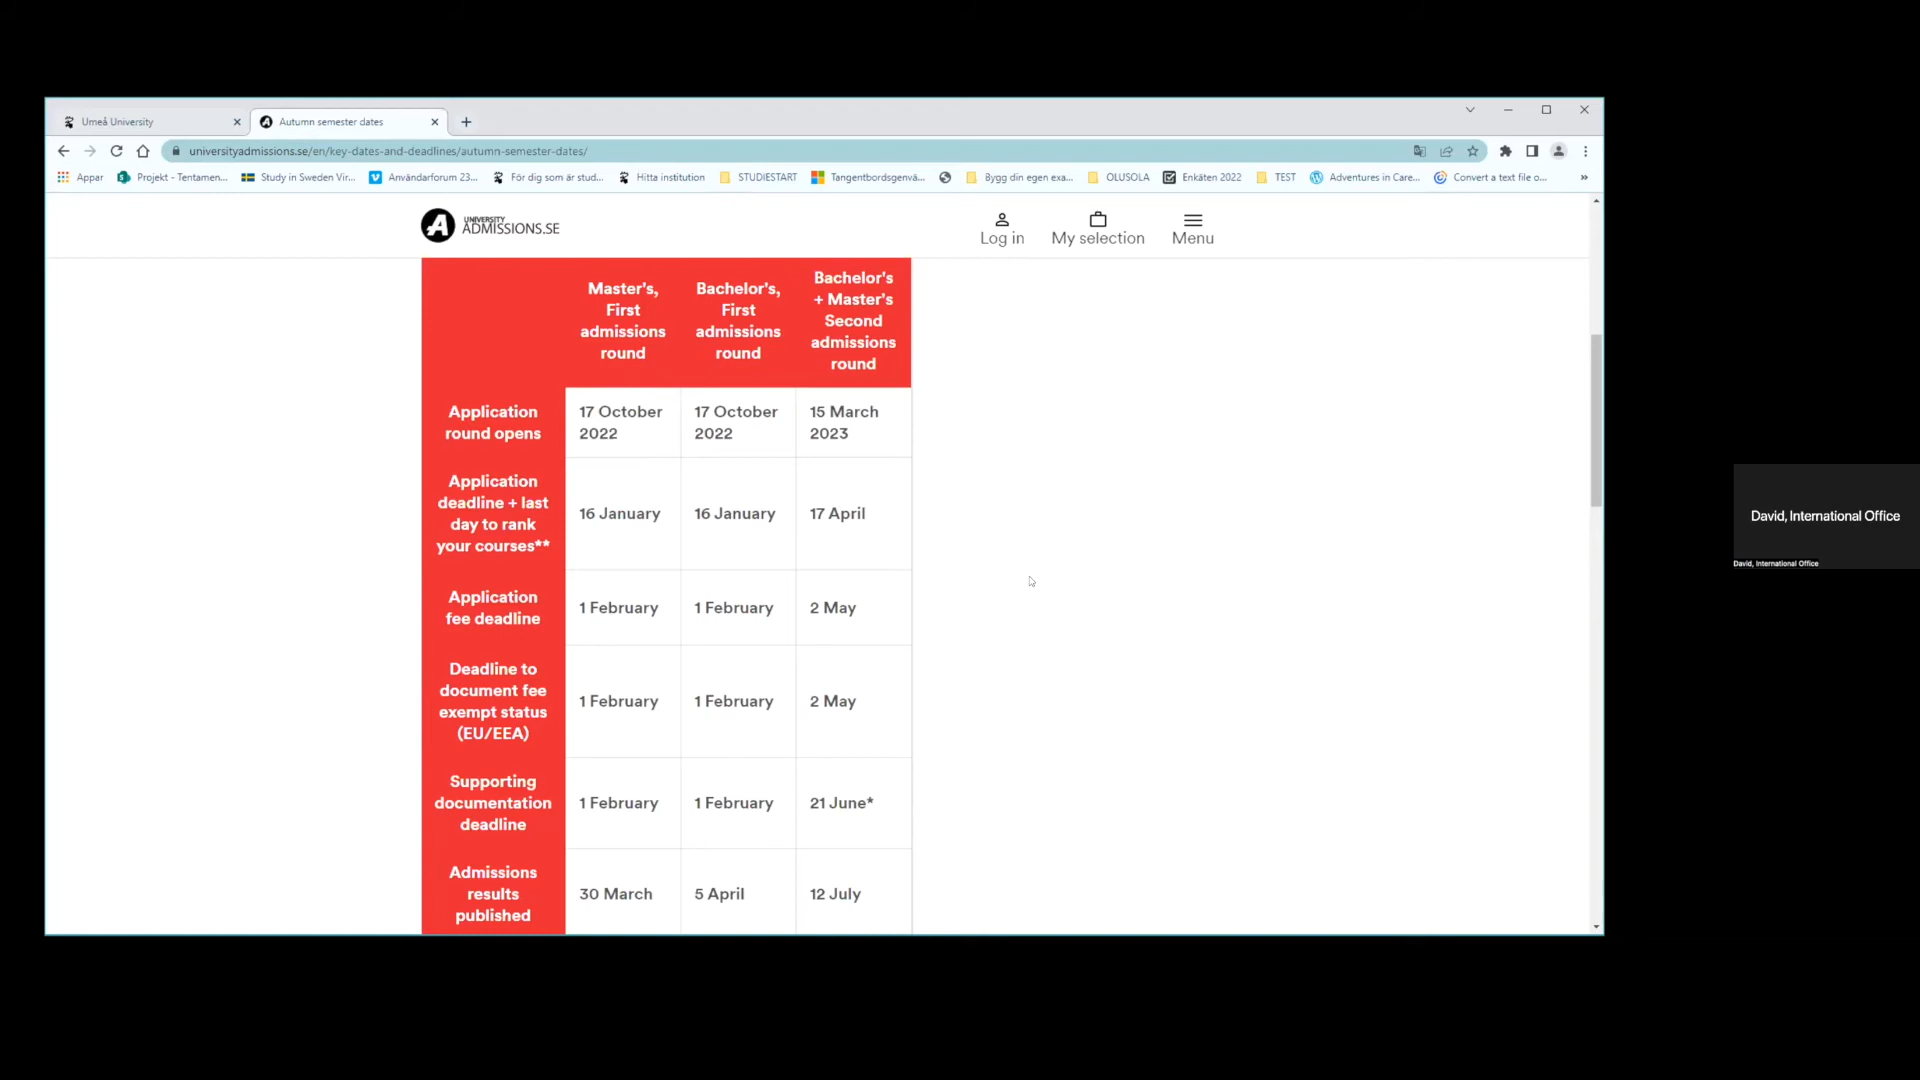 Umeå University
Autumn semester dates
universityadmissions.se/en/key-dates-and-deadlines/autumn-semester-dates/
Appar
Projekt - Tentamen...
Study in Sweden Vir...
Användarforum 23...
För dig som är stud...
Hitta institution
STUDIESTART
Tangentbordsgenvä...
Bygg din egen exa...
OLUSOLA
Enkäten 2022
TEST
Adventures in Care...
Convert a text file o...
»
UNIVERSITY
ADMISSIONS.SE
Log in
My selection
Menu
Master's,
First
admissions
round
Bachelor's,
First
admissions
round
Bachelor's
+ Master's
Second
admissions
round
Application
round opens
17 October
2022
17 October
2022
15 March
2023
Application
deadline + last
day to rank
your courses**
16 January
16 January
17 April
Application
fee deadline
1 February
1 February
2 May
Deadline to
document fee
exempt status
(EU/EEA)
1 February
1 February
2 May
Supporting
documentation
deadline
1 February
1 February
21 June*
Admissions
results
published
30 March
5 April
12 July
David, International Office
David, International Office